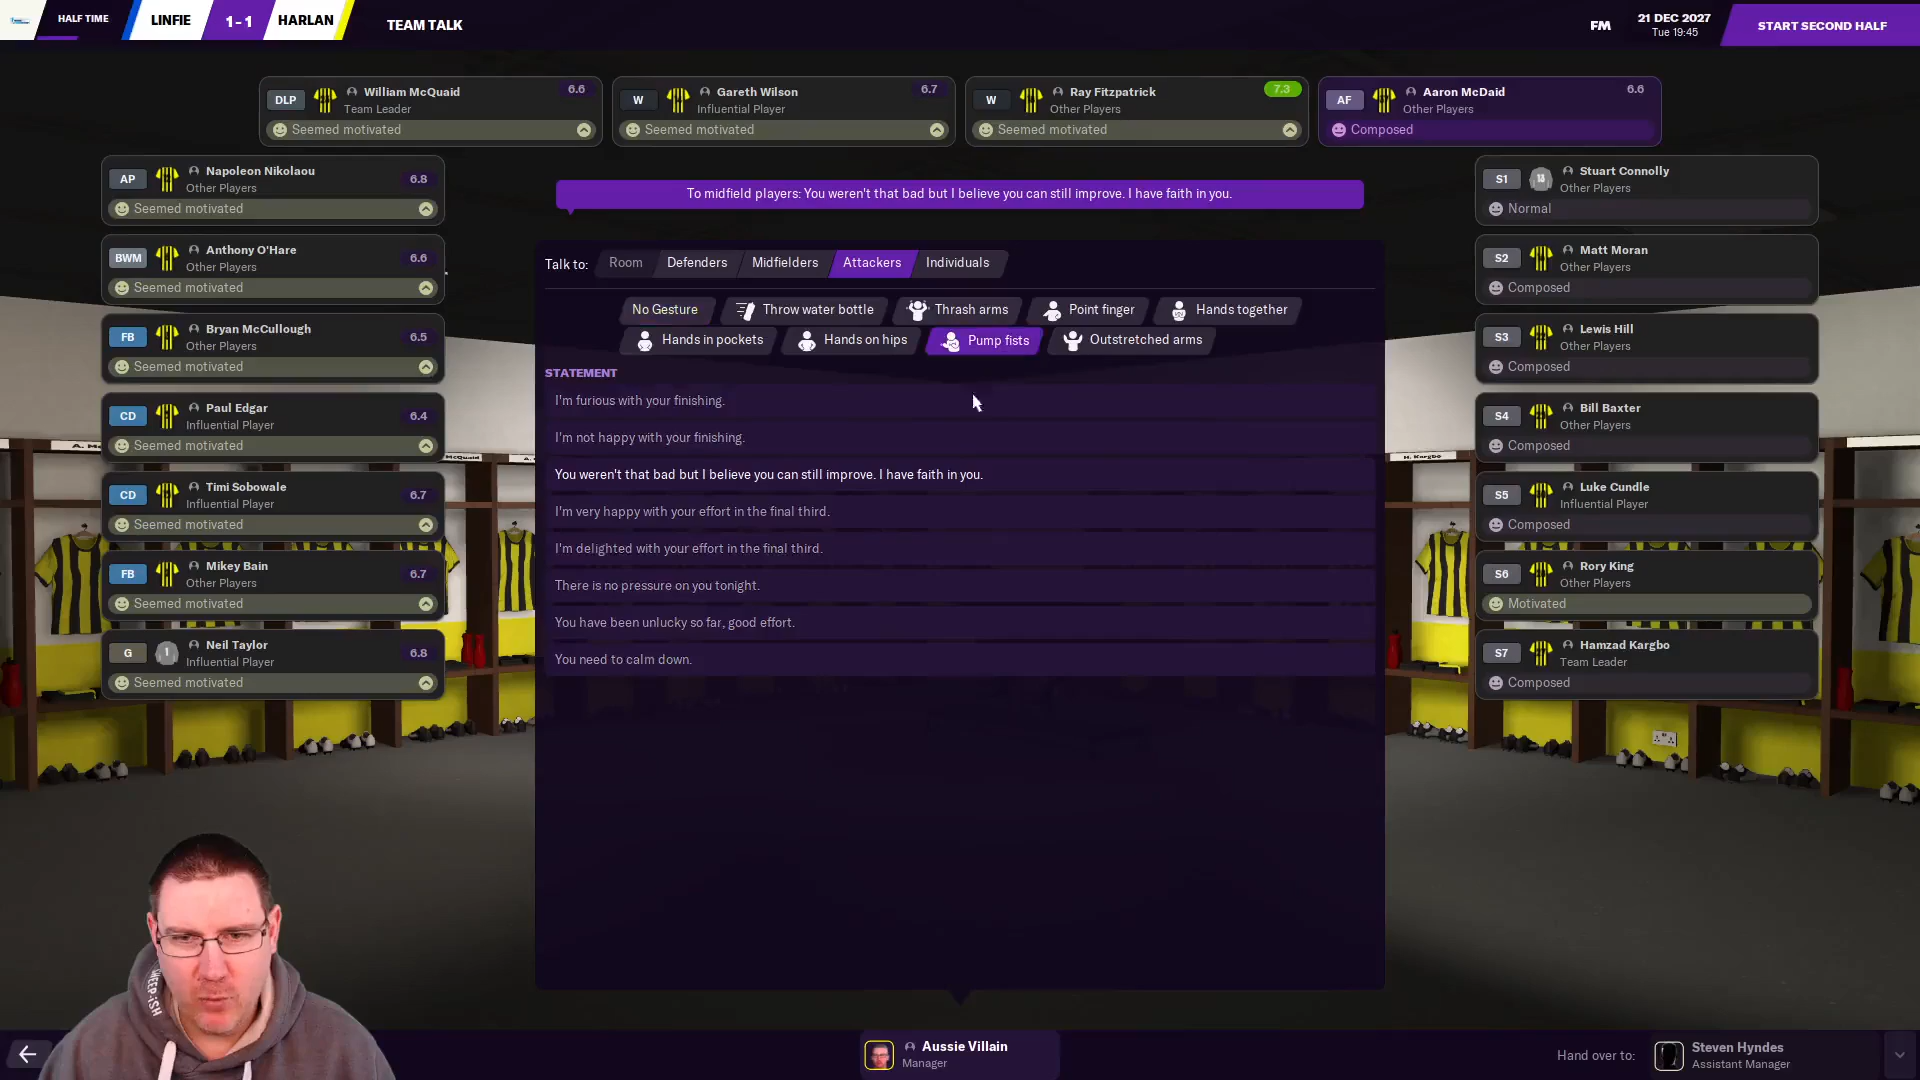 HALF TIME
LINFIE
1 - 1
HARLAN
TEAM TALK
FM
21 DEC 2027
Tue 19:45
START SECOND HALF
DLP
William McQuaid
Team Leader
6.6
Seemed motivated
W
Gareth Wilson
Influential Player
6.7
Seemed motivated
W
Ray Fitzpatrick
Other Players
7.3
Seemed motivated
AF
Aaron McDaid
Other Players
6.6
Composed
AP
Napoleon Nikolaou
Other Players
6.8
Seemed motivated
BWM
Anthony O'Hare
Other Players
6.6
Seemed motivated
FB
Bryan McCullough
Other Players
6.5
Seemed motivated
CD
Paul Edgar
Influential Player
6.4
Seemed motivated
CD
Timi Sobowale
Influential Player
6.7
Seemed motivated
FB
Mikey Bain
Other Players
6.7
Seemed motivated
G
1
Neil Taylor
Influential Player
6.8
Seemed motivated
To midfield players: You weren't that bad but I believe you can still improve. I have faith in you.
Talk to:
Room
Defenders
Midfielders
Attackers
Individuals
No Gesture
Throw water bottle
Thrash arms
Point finger
Hands together
Hands in pockets
Hands on hips
Pump fists
Outstretched arms
STATEMENT
I'm furious with your finishing.
I'm not happy with your finishing.
You weren't that bad but I believe you can still improve. I have faith in you.
I'm very happy with your effort in the final third.
I'm delighted with your effort in the final third.
There is no pressure on you tonight.
You have been unlucky so far, good effort.
You need to calm down.
S1
13
Stuart Connolly
Other Players
Normal
S2
Matt Moran
Other Players
Composed
S3
Lewis Hill
Other Players
Composed
S4
Bill Baxter
Other Players
Composed
S5
Luke Cundle
Influential Player
Composed
S6
Rory King
Other Players
Motivated
S7
Hamzad Kargbo
Team Leader
Composed
H. Kargbo
Aussie Villain
Manager
Hand over to:
Steven Hyndes
Assistant Manager